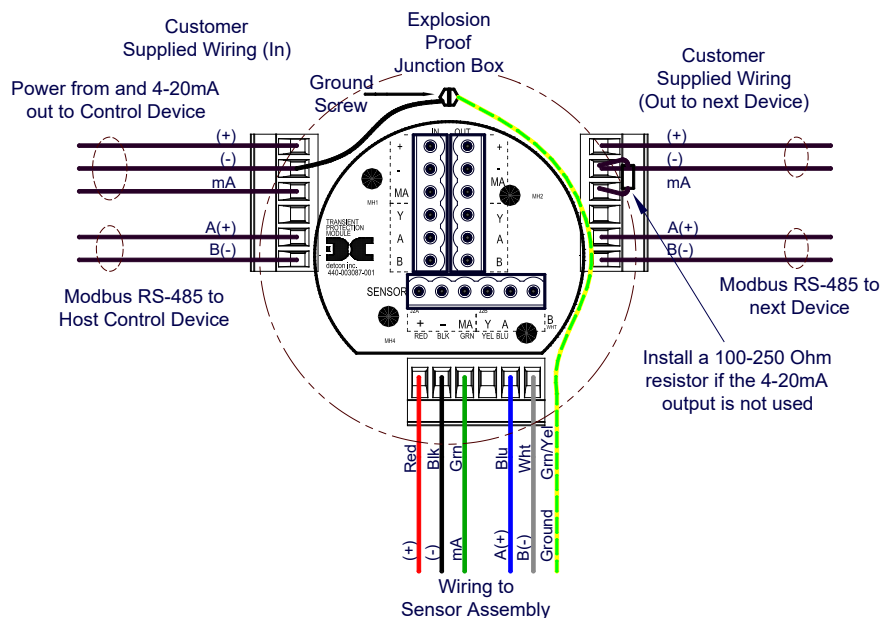 Customer
Supplied Wiring (In)
Explosion
Proof
Junction Box
Customer
Supplied Wiring
(Out to next Device)
Power from and 4-20mA
out to Control Device
Ground
Screw
(+)
(-)
mA
A(+)
B(-)
Modbus RS-485 to
Host Control Device
IN OUT
+
-
MA
Y
A
B
+
-
MA
Y
A
B
MH1
MH2
TRANSIENT
PROTECTION
MODULE
detcon inc.
440-003087-001
SENSOR
J2A
J2B
+ - MA Y A B
RED BLK GRN YEL BLU WHT
MH4
(+)
(-)
mA
A(+)
B(-)
Modbus RS-485 to
next Device
Install a 100-250 Ohm
resistor if the 4-20mA
output is not used
Red
Blk
Grn
Blu
Wht
Grn/Yel
(+)
(-)
mA
A(+)
B(-)
Ground
Wiring to
Sensor Assembly